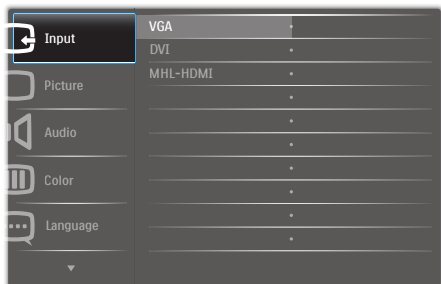 Input
Picture
Audio
Color
Language
VGA
DVI
MHL-HDMI